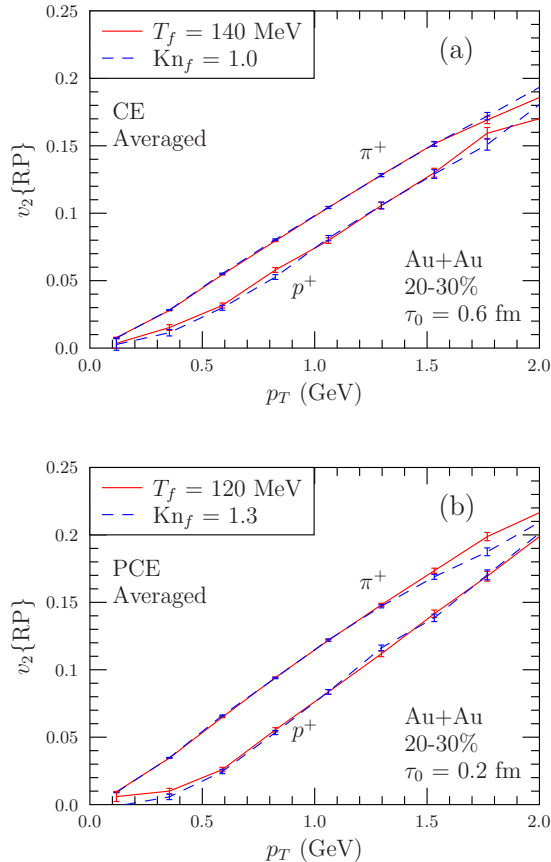 T_f = 140 MeV
Kn_f = 1.0
(a)
CE
Averaged
π⁺
p⁺
Au+Au
20-30%
τ₀ = 0.6 fm
v₂{RP}
0.25
0.2
0.15
0.1
0.05
0.0
0.0 0.5 1.0 1.5 2.0
p_T (GeV)
T_f = 120 MeV
Kn_f = 1.3
(b)
PCE
Averaged
π⁺
p⁺
Au+Au
20-30%
τ₀ = 0.2 fm
v₂{RP}
0.25
0.2
0.15
0.1
0.05
0.0
0.0 0.5 1.0 1.5 2.0
p_T (GeV)